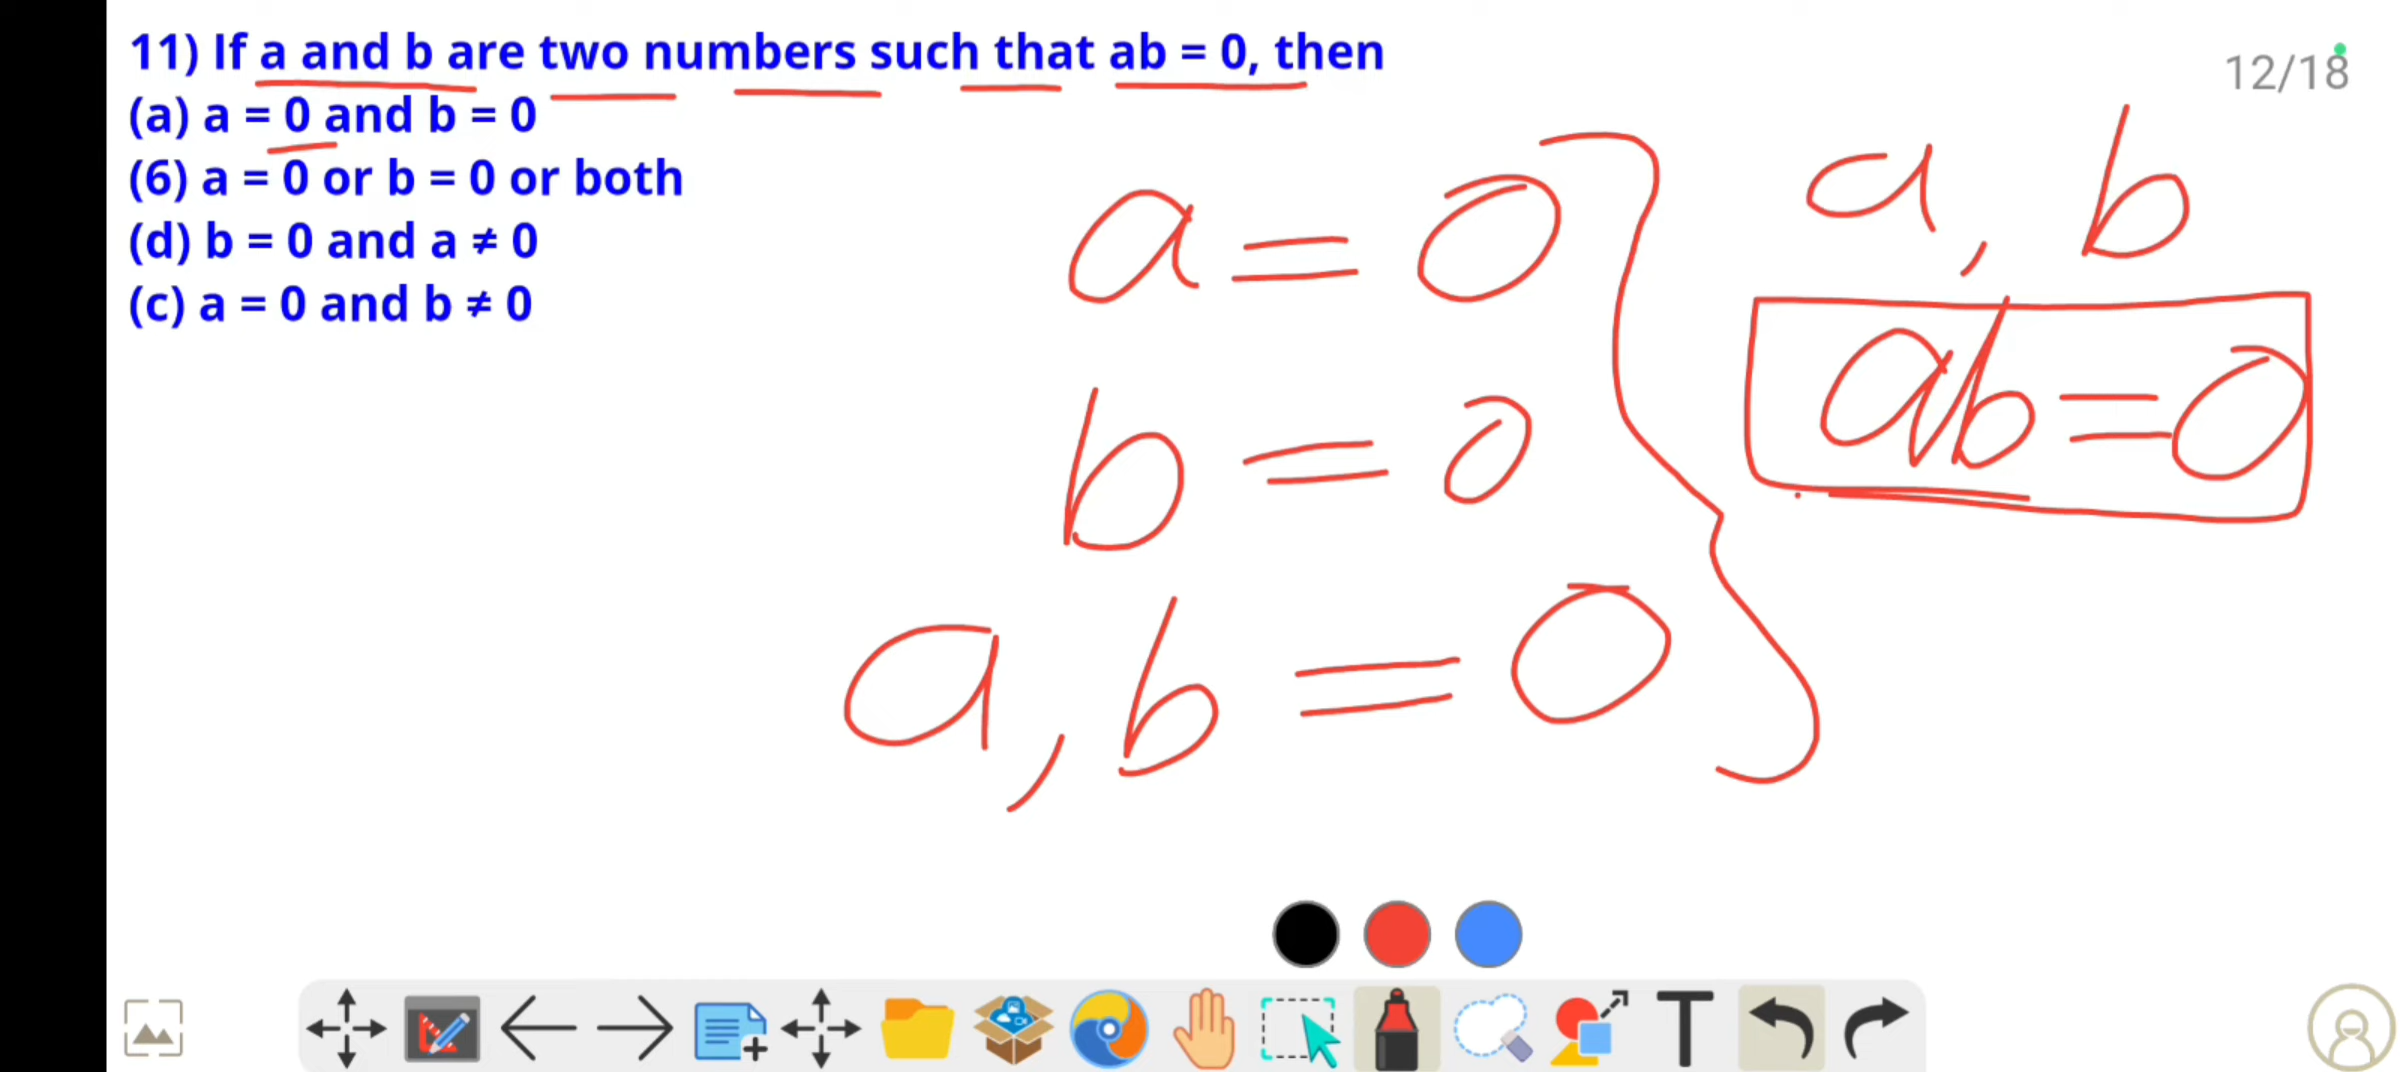 11) If a and b are two numbers such that ab = 0, then
(a) a = 0 and b = 0
(6) a = 0 or b = 0 or both
(d) b = 0 and a ≠ 0
(c) a = 0 and b ≠ 0
12/18
a = 0
b = 0
a, b = 0
a, b
ab = 0
T